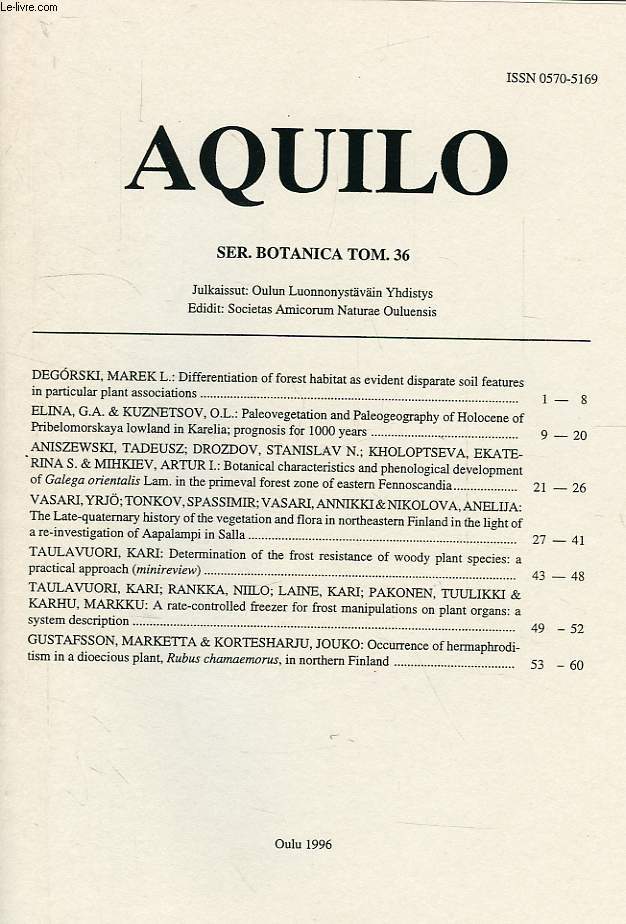 Le-livre.com
ISSN 0570-5169
AQUILO
SER. BOTANICA TOM. 36
Julkaissut: Oulun Luonnonystäväin Yhdistys
Edidit: Societas Amicorum Naturae Ouluensis
DEGÓRSKI, MAREK L.: Differentiation of forest habitat as evident disparate soil features
in particular plant associations .......... 1 — 8
ELINA, G.A. & KUZNETSOV, O.L.: Paleovegetation and Paleogeography of Holocene of
Pribelomorskaya lowland in Karelia; prognosis for 1000 years .......... 9 — 20
ANISZEWSKI, TADEUSZ; DROZDOV, STANISLAV N.; KHOLOPTSEVA, EKATE-
RINA S. & MIHKIEV, ARTUR I.: Botanical characteristics and phenological development
of Galega orientalis Lam. in the primeval forest zone of eastern Fennoscandia .......... 21 — 26
VASARI, YRJÖ; TONKOV, SPASSIMIR; VASARI, ANNIKKI & NIKOLOVA, ANELIJA:
The Late-quaternary history of the vegetation and flora in northeastern Finland in the light of
a re-investigation of Aapalampi in Salla .......... 27 — 41
TAULAVUORI, KARI: Determination of the frost resistance of woody plant species: a
practical approach (minireview) .......... 43 — 48
TAULAVUORI, KARI; RANKKA, NIILO; LAINE, KARI; PAKONEN, TUULIKKI &
KARHU, MARKKU: A rate-controlled freezer for frost manipulations on plant organs: a
system description .......... 49 – 52
GUSTAFSSON, MARKETTA & KORTESHARJU, JOUKO: Occurrence of hermaphrodi-
tism in a dioecious plant, Rubus chamaemorus, in northern Finland .......... 53 – 60
Oulu 1996